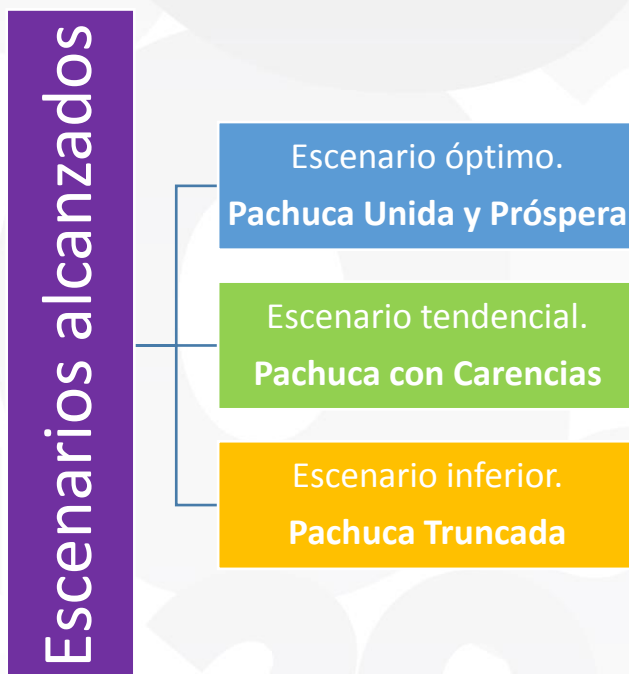 Escenarios alcanzados
Escenario óptimo.
Pachuca Unida y Próspera
Escenario tendencial.
Pachuca con Carencias
Escenario inferior.
Pachuca Truncada